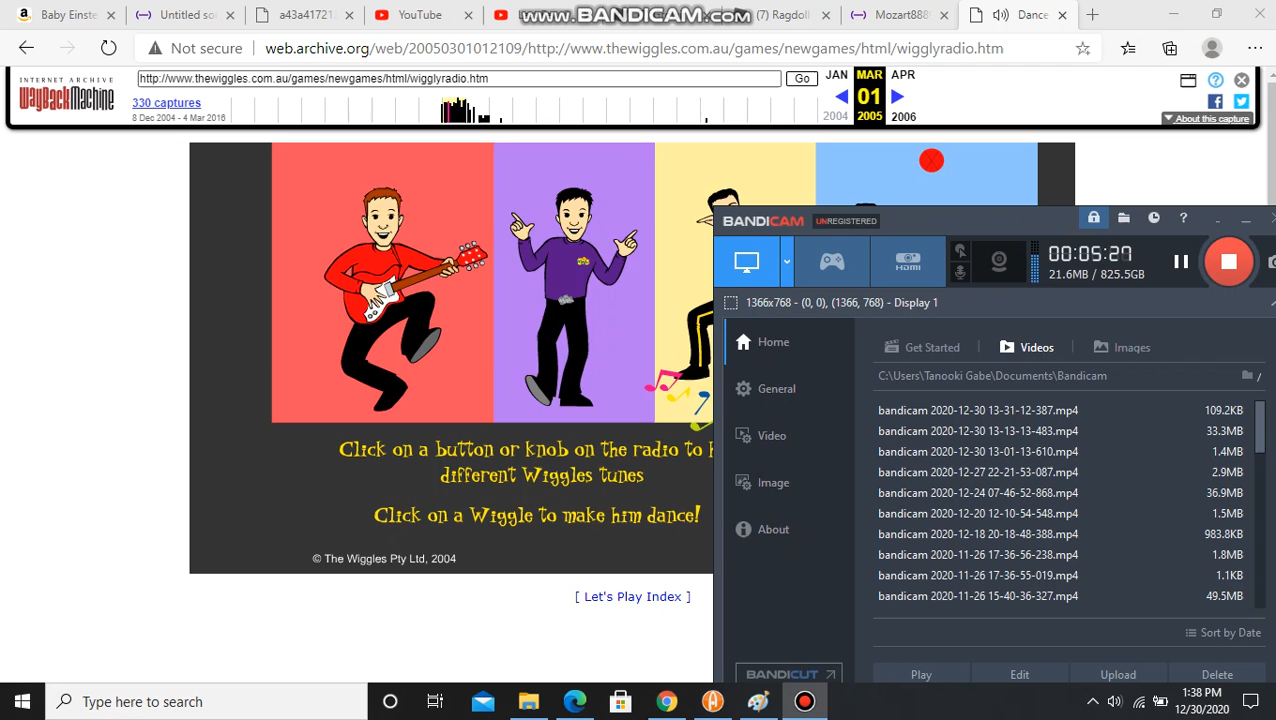 Baby Einste
Untitled so
a43a41721
YouTube
www.BANDICAM.com
(7) Ragdoll
Mozart888
Dance
Not secure
web.archive.org/web/20050301012109/http://www.thewiggles.com.au/games/newgames/html/wigglyradio.htm
INTERNET ARCHIVE
WayBackMachine
http://www.thewiggles.com.au/games/newgames/html/wigglyradio.htm
Go
JAN
MAR
APR
330 captures
01
8 Dec 2004 - 4 Mar 2016
2004
2005
2006
About this capture
BANDICAM UNREGISTERED
HDMI
00:05:27
21.6MB / 825.5GB
1366x768 - (0, 0), (1366, 768) - Display 1
Home
General
Video
Image
About
Get Started
Videos
Images
C:\Users\Tanooki Gabe\Documents\Bandicam
bandicam 2020-12-30 13-31-12-387.mp4 109.2KB
bandicam 2020-12-30 13-13-13-483.mp4 33.3MB
bandicam 2020-12-30 13-01-13-610.mp4 1.4MB
bandicam 2020-12-27 22-21-53-087.mp4 2.9MB
bandicam 2020-12-24 07-46-52-868.mp4 36.9MB
bandicam 2020-12-20 12-10-54-548.mp4 1.5MB
bandicam 2020-12-18 20-18-48-388.mp4 983.8KB
bandicam 2020-11-26 17-36-56-238.mp4 1.8MB
bandicam 2020-11-26 17-36-55-019.mp4 1.1KB
bandicam 2020-11-26 15-40-36-327.mp4 49.5MB
Sort by Date
BANDICUT
Play
Edit
Upload
Delete
Click on a button or knob on the radio to h
different Wiggles tunes
Click on a Wiggle to make him dance!
© The Wiggles Pty Ltd, 2004
[ Let's Play Index ]
Type here to search
1:38 PM
12/30/2020